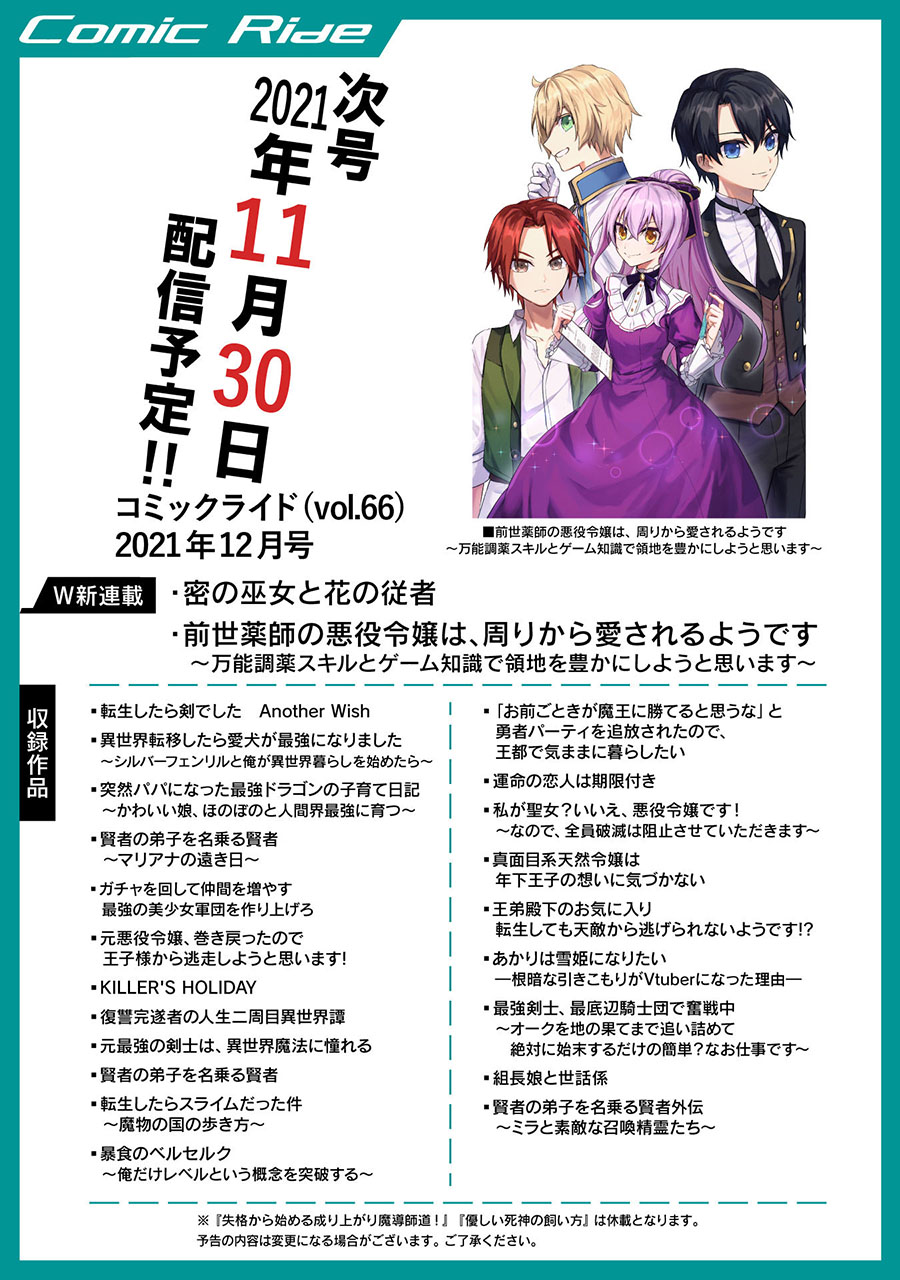 Comic Ride
次号
2021年11月30日
配信予定!!
コミックライド(vol.66)
2021年12月号
■前世薬師の悪役令嬢は、周りから愛されるようです
～万能調薬スキルとゲーム知識で領地を豊かにしようと思います～
W新連載
・密の巫女と花の従者
・前世薬師の悪役令嬢は、周りから愛されるようです
～万能調薬スキルとゲーム知識で領地を豊かにしようと思います～
収録作品
▪転生したら剣でした Another Wish
▪異世界転移したら愛犬が最強になりました
～シルバーフェンリルと俺が異世界暮らしを始めたら～
▪突然パパになった最強ドラゴンの子育て日記
～かわいい娘、ほのぼのと人間界最強に育つ～
▪賢者の弟子を名乗る賢者
～マリアナの遠き日～
▪ガチャを回して仲間を増やす
最強の美少女軍団を作り上げろ
▪元悪役令嬢、巻き戻ったので
王子様から逃走しようと思います!
▪KILLER'S HOLIDAY
▪復讐完遂者の人生二周目異世界譚
▪元最強の剣士は、異世界魔法に憧れる
▪賢者の弟子を名乗る賢者
▪転生したらスライムだった件
～魔物の国の歩き方～
▪暴食のベルセルク
～俺だけレベルという概念を突破する～
▪「お前ごときが魔王に勝てると思うな」と
勇者パーティを追放されたので、
王都で気ままに暮らしたい
▪運命の恋人は期限付き
▪私が聖女?いいえ、悪役令嬢です!
～なので、全員破滅は阻止させていただきます～
▪真面目系天然令嬢は
年下王子の想いに気づかない
▪王弟殿下のお気に入り
転生しても天敵から逃げられないようです!?
▪あかりは雪姫になりたい
―根暗な引きこもりがVtuberになった理由―
▪最強剣士、最底辺騎士団で奮戦中
～オークを地の果てまで追い詰めて
絶対に始末するだけの簡単?なお仕事です～
▪組長娘と世話係
▪賢者の弟子を名乗る賢者外伝
～ミラと素敵な召喚精霊たち～
※『失格から始める成り上がり魔導師道!』『優しい死神の飼い方』は休載となります。
予告の内容は変更になる場合がございます。ご了承ください。